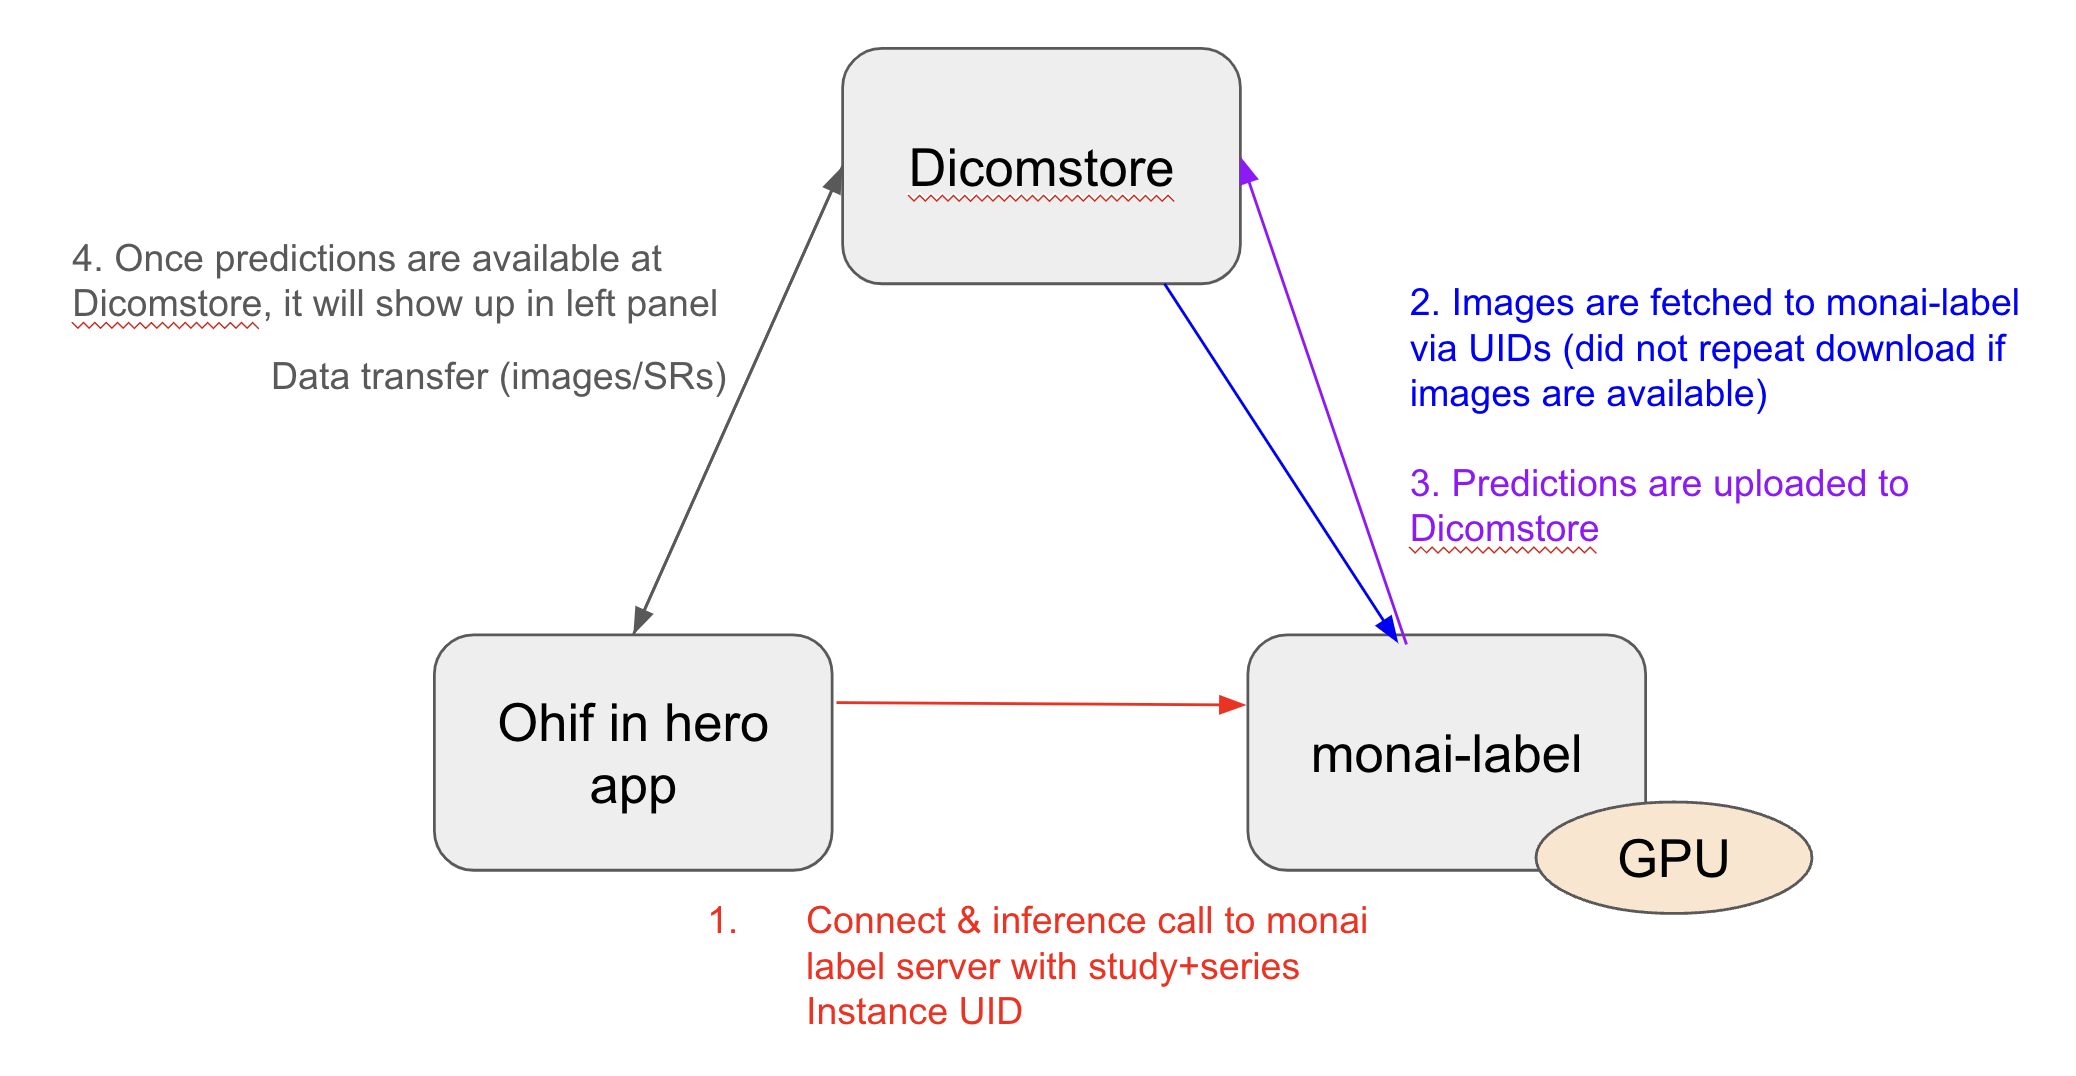 Dicomstore
4. Once predictions are available at
Dicomstore, it will show up in left panel
Data transfer (images/SRs)
2. Images are fetched to monai-label
via UIDs (did not repeat download if
images are available)
3. Predictions are uploaded to
Dicomstore
Ohif in hero
app
monai-label
GPU
1. Connect & inference call to monai
label server with study+series
Instance UID